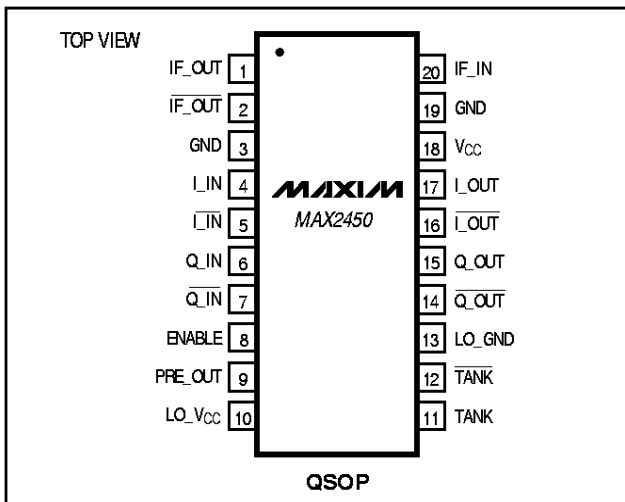 TOP VIEW
IF_OUT 1
IF_OUT 2
GND 3
I_IN 4
I_IN 5
Q_IN 6
Q_IN 7
ENABLE 8
PRE_OUT 9
LO_VCC 10
MAXIM
MAX2450
20 IF_IN
19 GND
18 VCC
17 I_OUT
16 I_OUT
15 Q_OUT
14 Q_OUT
13 LO_GND
12 TANK
11 TANK
QSOP